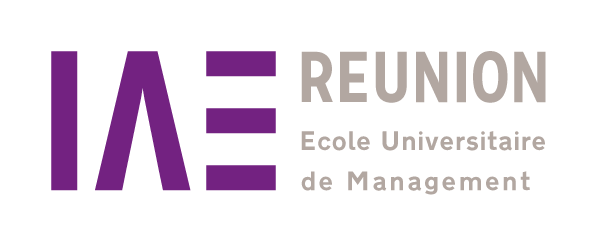 IAE
REUNION
Ecole Universitaire
de Management